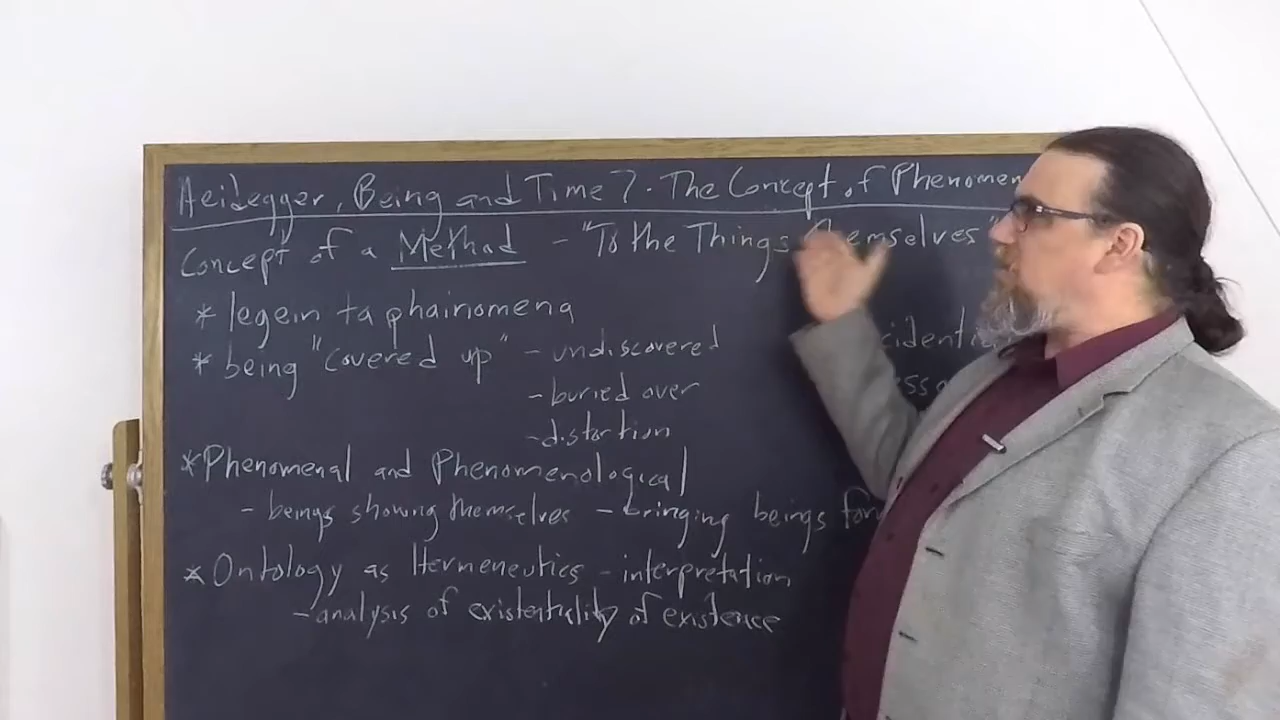 Heidegger, Being and Time 7. The Concept of Phenomen
Concept of a Method - "To the Things Themselves"
* legein ta phainomena
* being "covered up" - undiscovered
cidenti
- buried over
esso
- distortion
* Phenomenal and Phenomenological
- beings showing themselves - bringing beings for
* Ontology as Hermeneutics - interpretation
- analysis of existentiality of existence